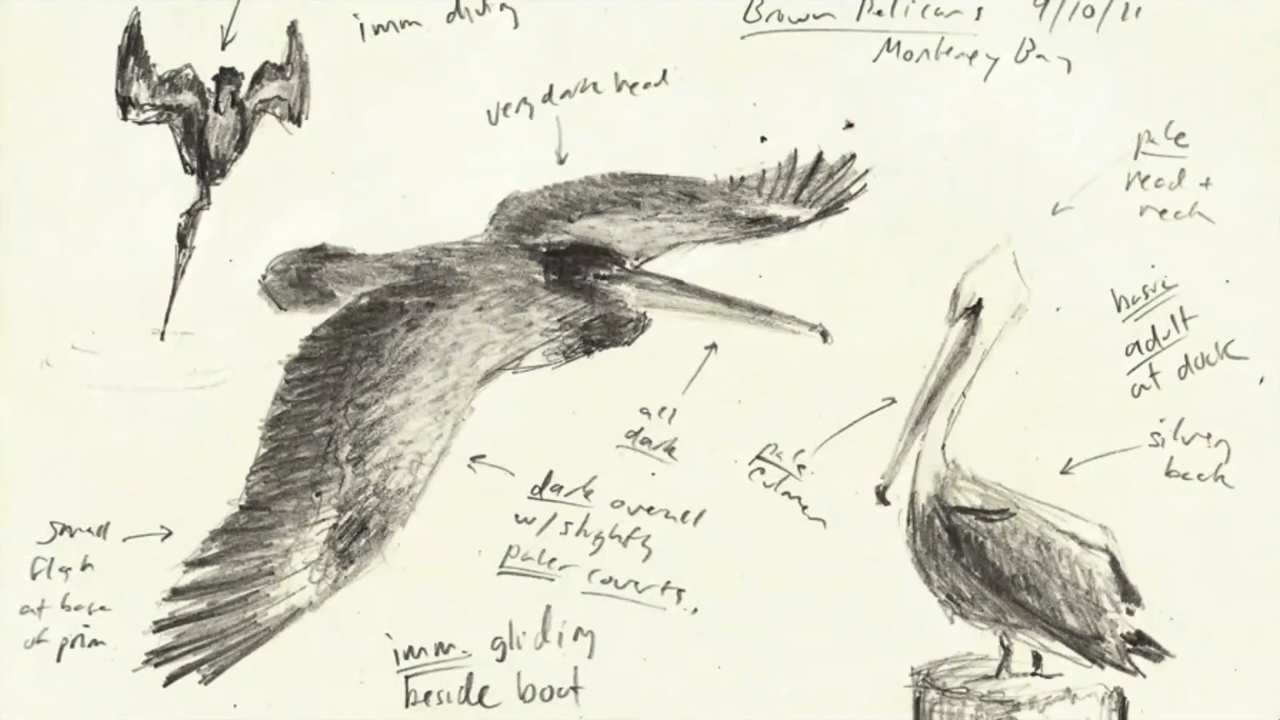 imm diving
Brown Pelicans 9/10/11
Monterey Bay
very dark head
pale
head +
neck
basic
adult
at dock
all
dark
pale
culmen
silvery
back
dark overall
w/ slightly
paler coverts.
small
flash
at base
of prim
imm. gliding
beside boat